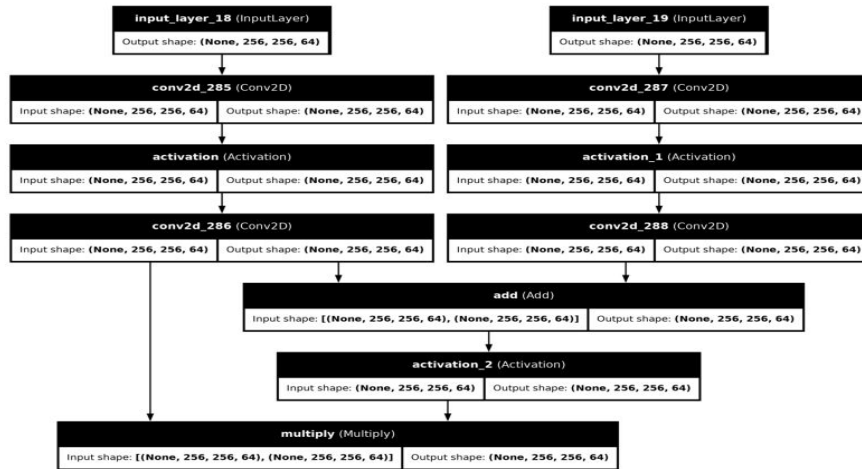 input_layer_18 (InputLayer)
Output shape: (None, 256, 256, 64)
input_layer_19 (InputLayer)
Output shape: (None, 256, 256, 64)
conv2d_285 (Conv2D)
Input shape: (None, 256, 256, 64) Output shape: (None, 256, 256, 64)
conv2d_287 (Conv2D)
Input shape: (None, 256, 256, 64) Output shape: (None, 256, 256, 64)
activation (Activation)
Input shape: (None, 256, 256, 64) Output shape: (None, 256, 256, 64)
activation_1 (Activation)
Input shape: (None, 256, 256, 64) Output shape: (None, 256, 256, 64)
conv2d_286 (Conv2D)
Input shape: (None, 256, 256, 64) Output shape: (None, 256, 256, 64)
conv2d_288 (Conv2D)
Input shape: (None, 256, 256, 64) Output shape: (None, 256, 256, 64)
add (Add)
Input shape: [(None, 256, 256, 64), (None, 256, 256, 64)] Output shape: (None, 256, 256, 64)
activation_2 (Activation)
Input shape: (None, 256, 256, 64) Output shape: (None, 256, 256, 64)
multiply (Multiply)
Input shape: [(None, 256, 256, 64), (None, 256, 256, 64)] Output shape: (None, 256, 256, 64)